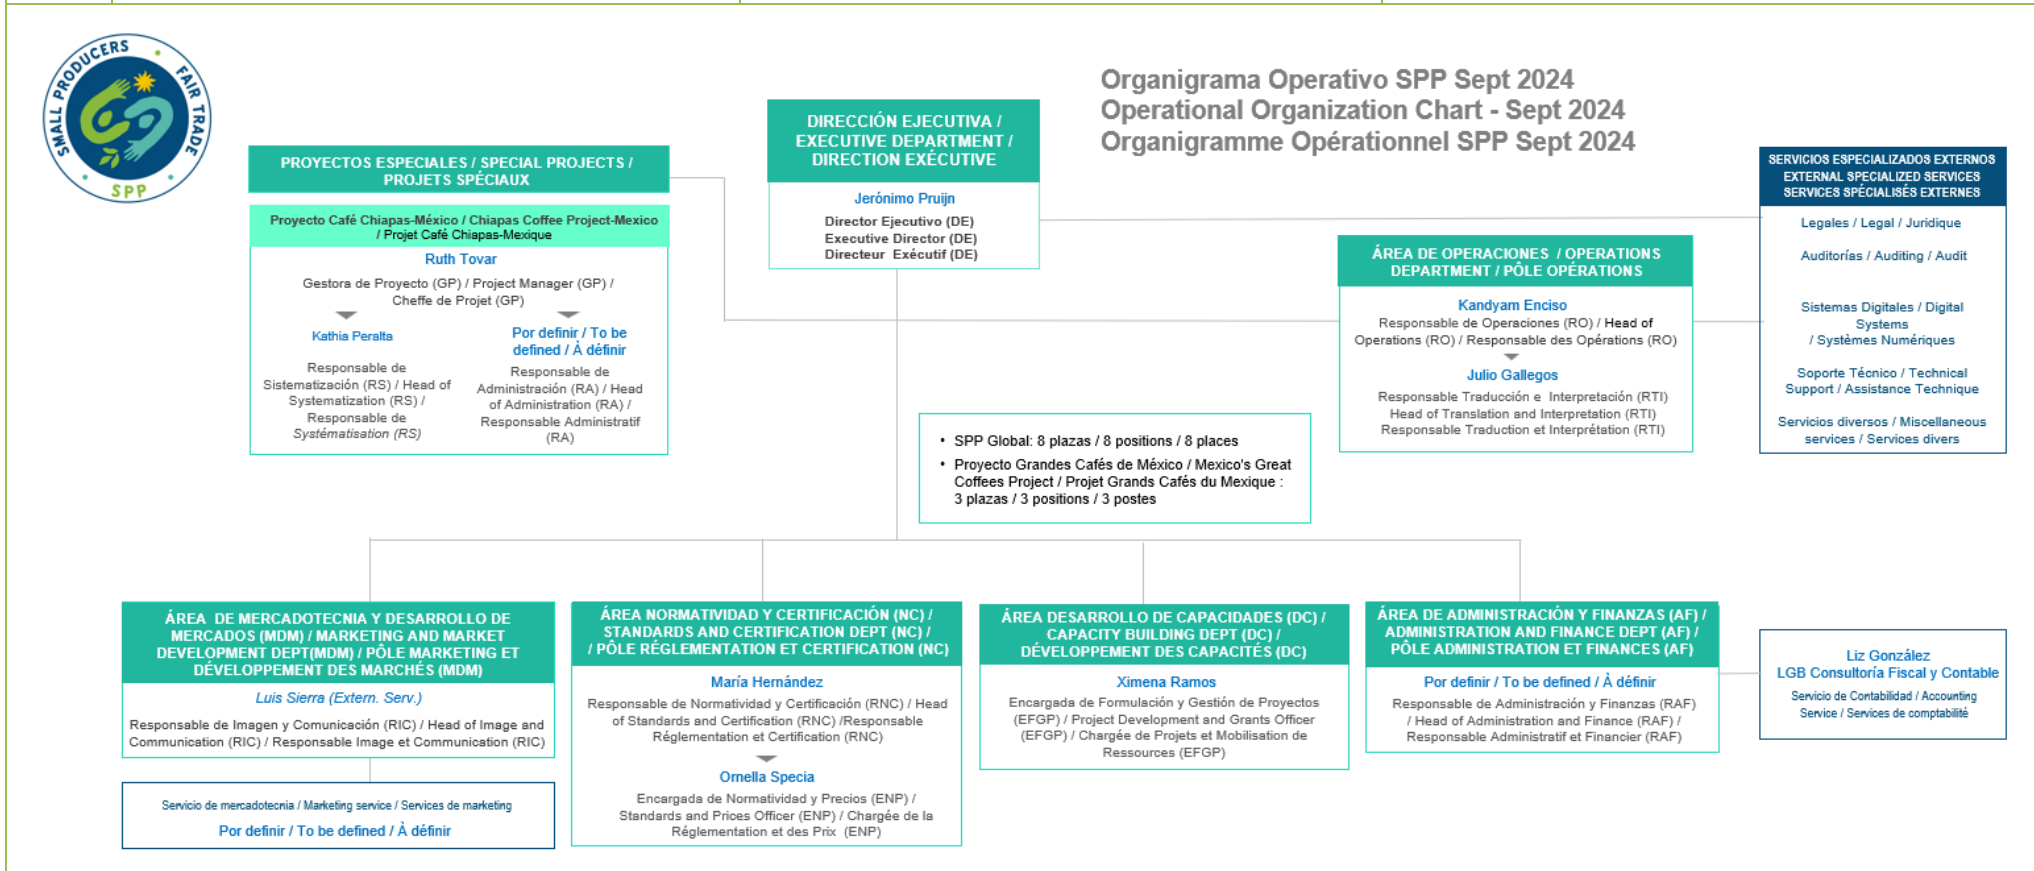 SMALL PRODUCERS
FAIR TRADE
SPP
Organigrama Operativo SPP Sept 2024
Operational Organization Chart - Sept 2024
Organigramme Opérationnel SPP Sept 2024
DIRECCIÓN EJECUTIVA /
EXECUTIVE DEPARTMENT /
DIRECTION EXÉCUTIVE
Jerónimo Pruijn
Director Ejecutivo (DE)
Executive Director (DE)
Directeur Exécutif (DE)
PROYECTOS ESPECIALES / SPECIAL PROJECTS /
PROJETS SPÉCIAUX
Proyecto Café Chiapas-México / Chiapas Coffee Project-Mexico
/ Projet Café Chiapas-Mexique
Ruth Tovar
Gestora de Proyecto (GP) / Project Manager (GP) /
Cheffe de Projet (GP)
Kathia Peralta
Responsable de
Sistematización (RS) / Head of
Systematization (RS) /
Responsable de
Systématisation (RS)
Por definir / To be
defined / À définir
Responsable de
Administración (RA) / Head
of Administration (RA) /
Responsable Administratif
(RA)
ÁREA DE OPERACIONES / OPERATIONS
DEPARTMENT / PÔLE OPÉRATIONS
Kandyam Enciso
Responsable de Operaciones (RO) / Head of
Operations (RO) / Responsable des Opérations (RO)
Julio Gallegos
Responsable Traducción e Interpretación (RTI)
Head of Translation and Interpretation (RTI)
Responsable Traduction et Interprétation (RTI)
SERVICIOS ESPECIALIZADOS EXTERNOS
EXTERNAL SPECIALIZED SERVICES
SERVICES SPÉCIALISÉS EXTERNES
Legales / Legal / Juridique
Auditorías / Auditing / Audit
Sistemas Digitales / Digital
Systems
/ Systèmes Numériques
Soporte Técnico / Technical
Support / Assistance Technique
Servicios diversos / Miscellaneous
services / Services divers
• SPP Global: 8 plazas / 8 positions / 8 places
• Proyecto Grandes Cafés de México / Mexico's Great
Coffees Project / Projet Grands Cafés du Mexique :
3 plazas / 3 positions / 3 postes
ÁREA DE MERCADOTECNIA Y DESARROLLO DE
MERCADOS (MDM) / MARKETING AND MARKET
DEVELOPMENT DEPT(MDM) / PÔLE MARKETING ET
DÉVELOPPEMENT DES MARCHÉS (MDM)
Luis Sierra (Extern. Serv.)
Responsable de Imagen y Comunicación (RIC) / Head of Image and
Communication (RIC) / Responsable Image et Communication (RIC)
Servicio de mercadotecnia / Marketing service / Services de marketing
Por definir / To be defined / À définir
ÁREA NORMATIVIDAD Y CERTIFICACIÓN (NC) /
STANDARDS AND CERTIFICATION DEPT (NC) /
/ PÔLE RÉGLEMENTATION ET CERTIFICATION (NC)
María Hernández
Responsable de Normatividad y Certificación (RNC) / Head
of Standards and Certification (RNC) /Responsable
Réglementation et Certification (RNC)
Ornella Specia
Encargada de Normatividad y Precios (ENP) /
Standards and Prices Officer (ENP) / Chargée de la
Réglementation et des Prix (ENP)
ÁREA DESARROLLO DE CAPACIDADES (DC) /
CAPACITY BUILDING DEPT (DC) /
DÉVELOPPEMENT DES CAPACITÉS (DC)
Ximena Ramos
Encargada de Formulación y Gestión de Proyectos
(EFGP) / Project Development and Grants Officer
(EFGP) / Chargée de Projets et Mobilisation de
Ressources (EFGP)
ÁREA DE ADMINISTRACIÓN Y FINANZAS (AF) /
ADMINISTRATION AND FINANCE DEPT (AF) /
PÔLE ADMINISTRATION ET FINANCES (AF)
Por definir / To be defined / À définir
Responsable de Administración y Finanzas (RAF)
/ Head of Administration and Finance (RAF) /
Responsable Administratif et Financier (RAF)
Liz González
LGB Consultoría Fiscal y Contable
Servicio de Contabilidad / Accounting
Service / Services de comptabilité